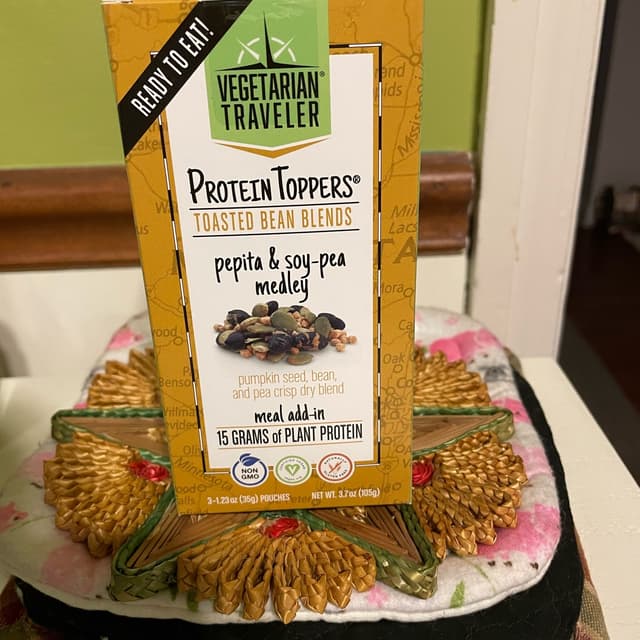 READY TO EAT!
VEGETARIAN®
TRAVELER
PROTEIN TOPPERS®
TOASTED BEAN BLENDS
pepita & soy-pea
medley
pumpkin seed, bean,
and pea crisp dry blend
meal add-in
15 GRAMS of PLANT PROTEIN
NON
GMO
3-1.23 oz (35g) POUCHES
NET WT. 3.7 oz (105g)
Minnesota